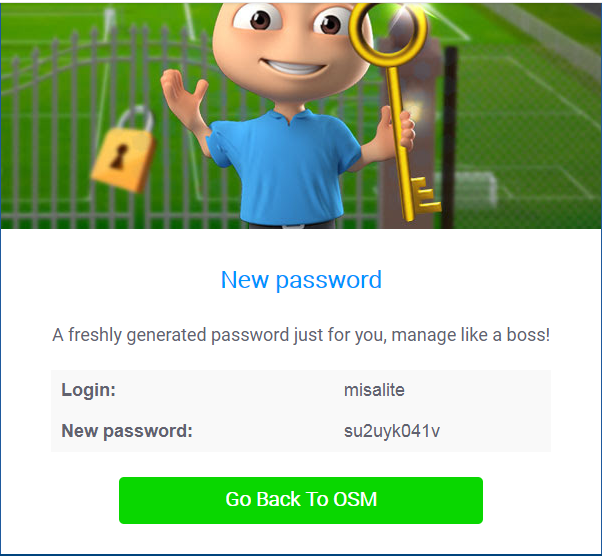 New password
A freshly generated password just for you, manage like a boss!
Login: misalite
New password: su2uyk041v
Go Back To OSM